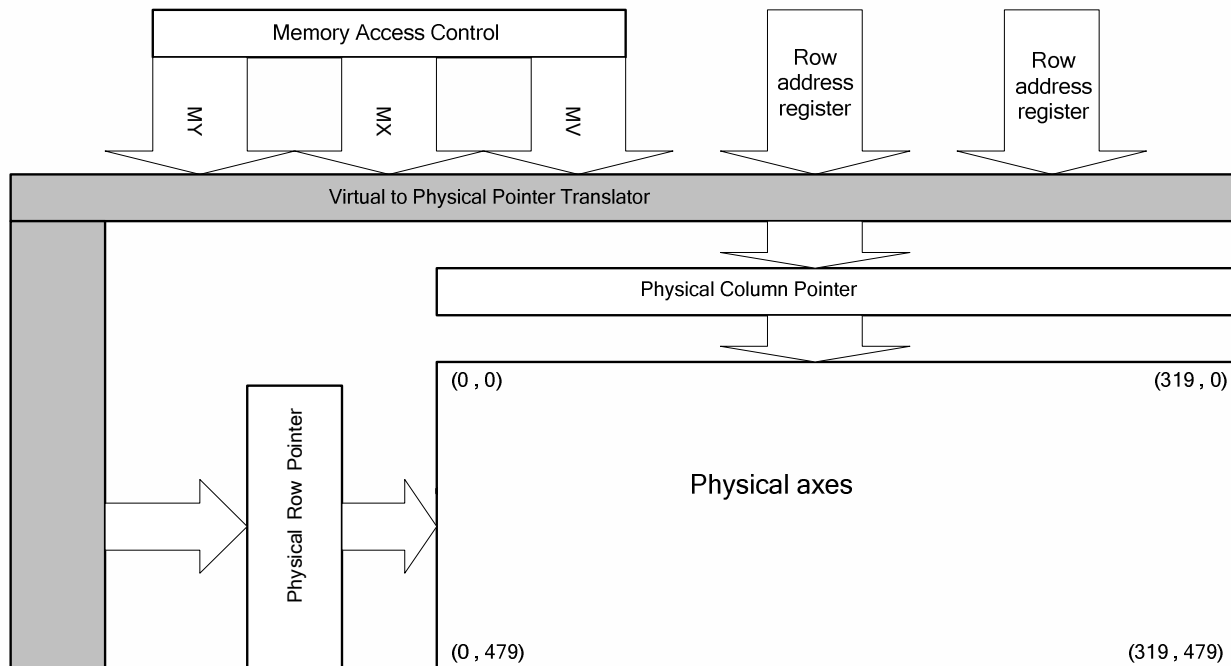 Memory Access Control
MY
MX
MV
Row
address
register
Row
address
register
Virtual to Physical Pointer Translator
Physical Column Pointer
(0 , 0)
(319 , 0)
Physical Row Pointer
Physical axes
(0 , 479)
(319 , 479)